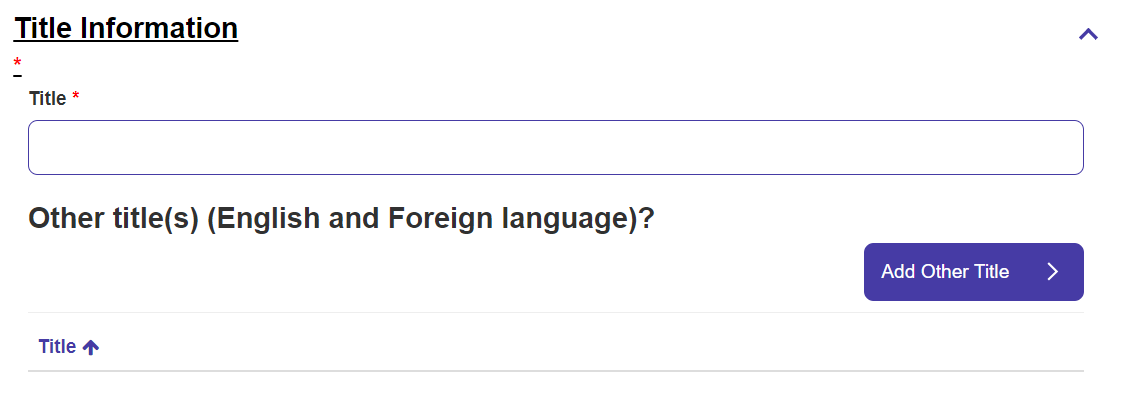 Title Information
*
Title *
Other title(s) (English and Foreign language)?
Add Other Title
Title